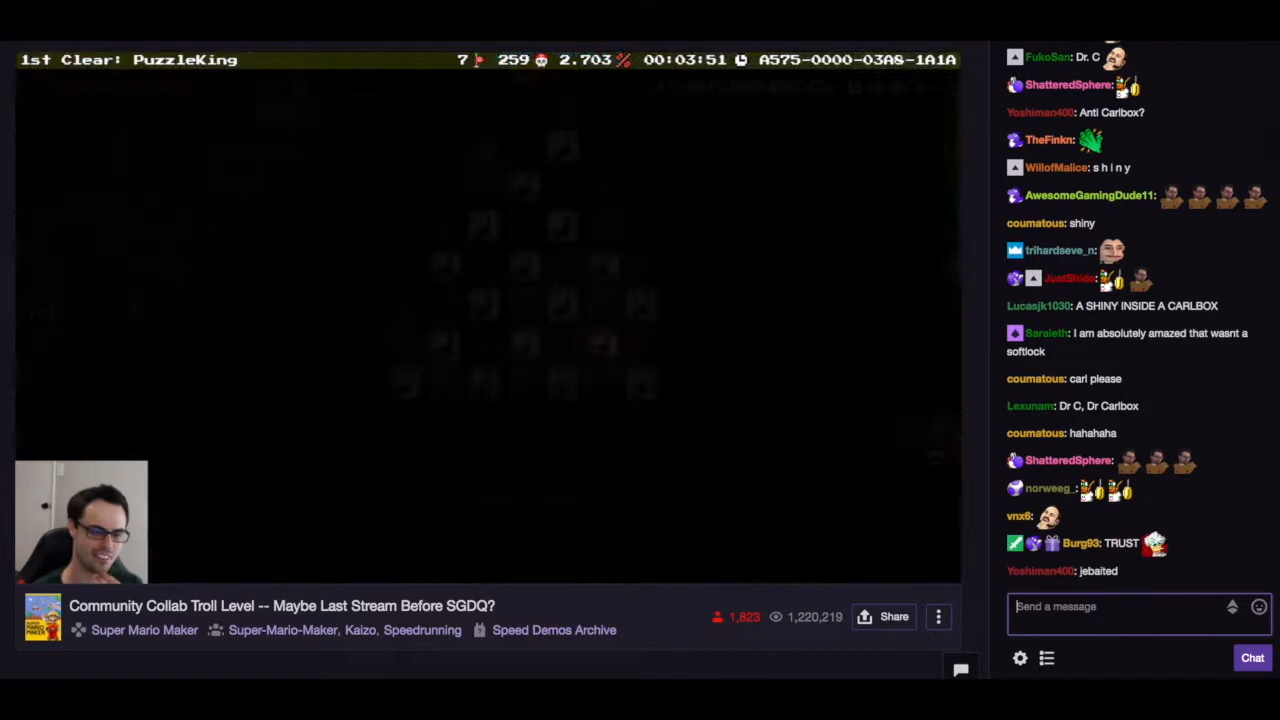 1st Clear: PuzzleKing 7 259 2.703% 00:03:51 A575-0000-03A8-1A1A
Community Collab Troll Level -- Maybe Last Stream Before SGDQ?
1,823 1,220,219 Share
Super Mario Maker Super-Mario-Maker, Kaizo, Speedrunning Speed Demos Archive
FukoSan: Dr. C
ShatteredSphere:
Yoshiman400: Anti Carlbox?
TheFinkn:
WillofMalice: s h i n y
AwesomeGamingDude11:
coumatous: shiny
trihardseve_n:
JustShide:
Lucasjk1030: A SHINY INSIDE A CARLBOX
Saraleth: I am absolutely amazed that wasnt a
softlock
coumatous: carl please
Lexunam: Dr C, Dr Carlbox
coumatous: hahahaha
ShatteredSphere:
norweeg_:
vnx6:
Burg93: TRUST
Yoshiman400: jebaited
Send a message
Chat